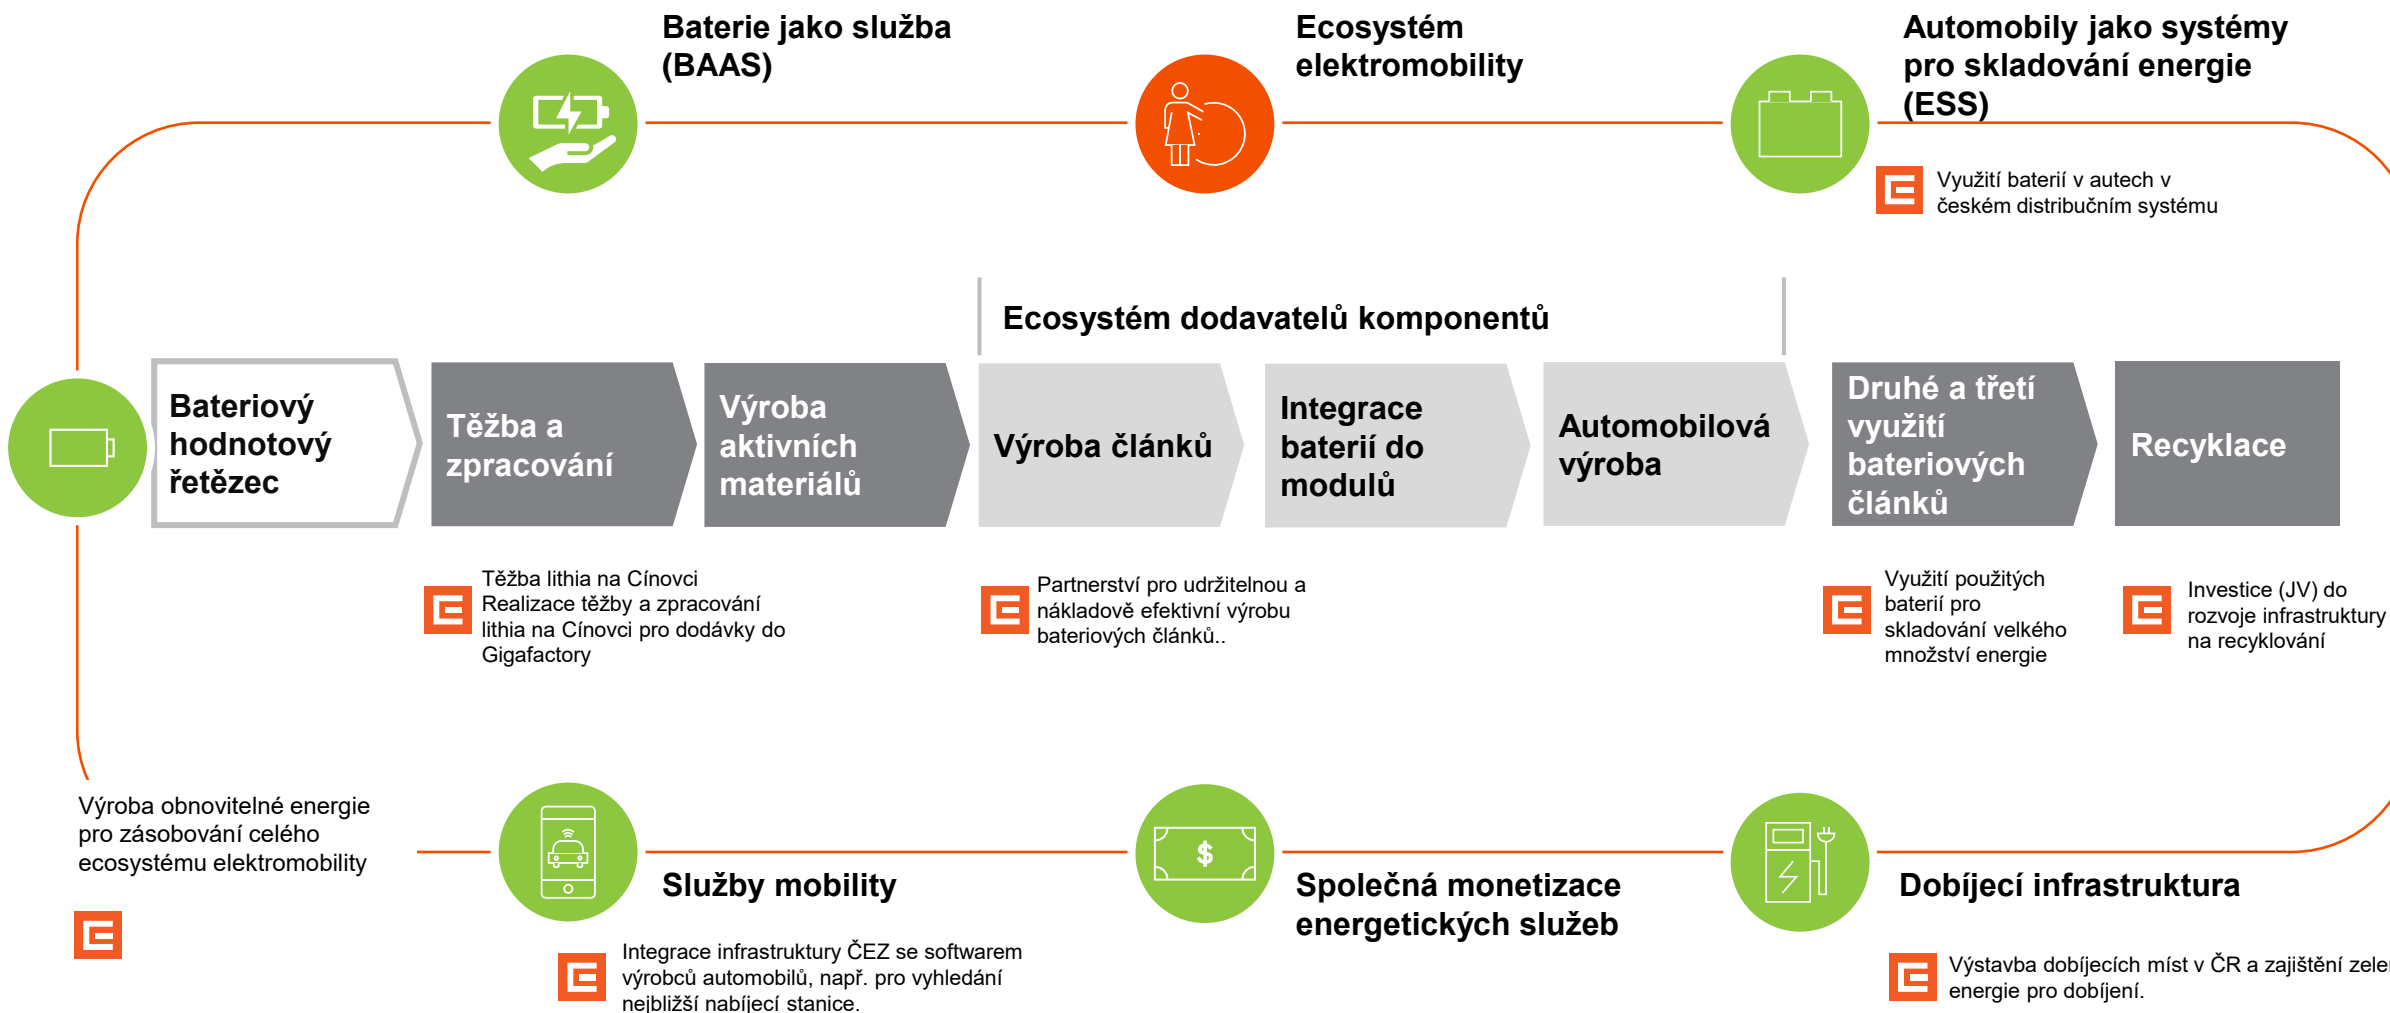 Baterie jako služba
(BAAS)
Ecosystém
elektromobility
Automobily jako systémy
pro skladování energie
(ESS)
Využití baterií v autech v
českém distribučním systému
Ecosystém dodavatelů komponentů
Bateriový
hodnotový
řetězec
Těžba a
zpracování
Výroba
aktivních
materiálů
Výroba článků
Integrace
baterií do
modulů
Automobilová
výroba
Druhé a třetí
využití
bateriových
článků
Recyklace
Těžba lithia na Cínovci
Realizace těžby a zpracování
lithia na Cínovci pro dodávky do
Gigafactory
Partnerství pro udržitelnou a
nákladově efektivní výrobu
bateriových článků..
Využití použitých
baterií pro
skladování velkého
množství energie
Investice (JV) do
rozvoje infrastruktury
na recyklování
Výroba obnovitelné energie
pro zásobování celého
ecosystému elektromobility
$
Služby mobility
Integrace infrastruktury ČEZ se softwarem
výrobců automobilů, např. pro vyhledání
nejbližší nabíjecí stanice.
Společná monetizace
energetických služeb
Dobíjecí infrastruktura
Výstavba dobíjecích míst v ČR a zajištění
energie pro dobíjení.